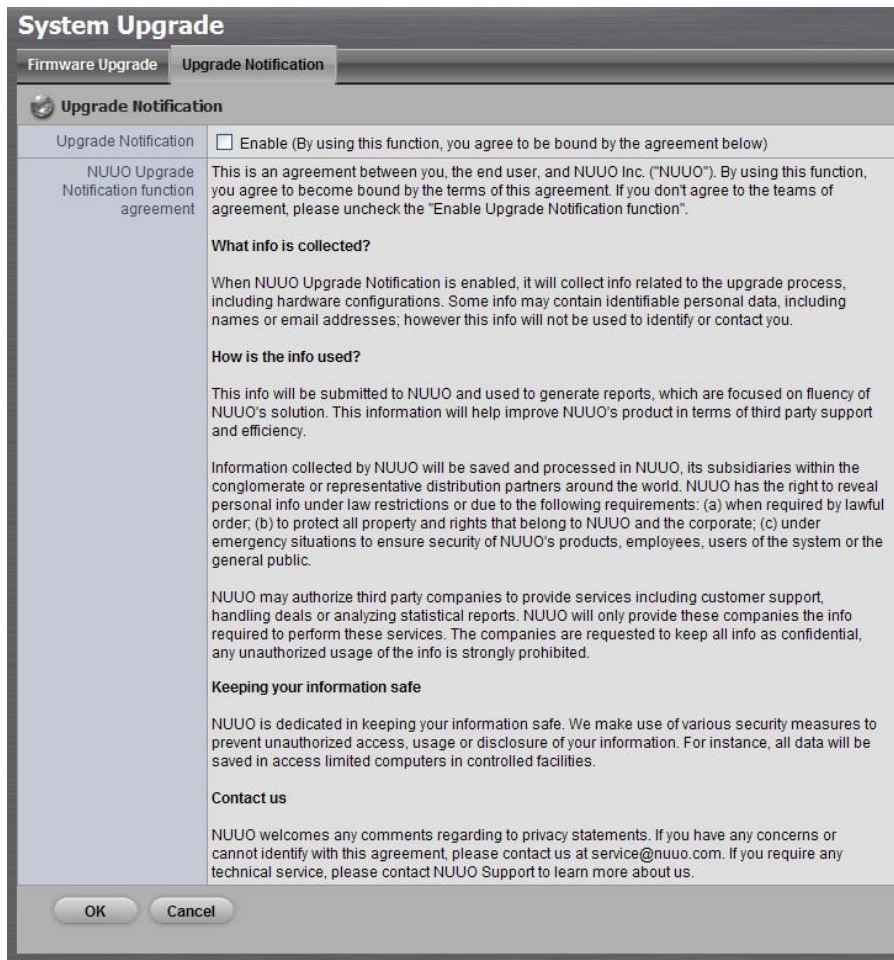 System Upgrade
Firmware Upgrade
Upgrade Notification
Upgrade Notification
Upgrade Notification
Enable (By using this function, you agree to be bound by the agreement below)
NUUO Upgrade
Notification function
agreement
This is an agreement between you, the end user, and NUUO Inc. ("NUUO"). By using this function,
you agree to become bound by the terms of this agreement. If you don't agree to the teams of
agreement, please uncheck the "Enable Upgrade Notification function".
What info is collected?
When NUUO Upgrade Notification is enabled, it will collect info related to the upgrade process,
including hardware configurations. Some info may contain identifiable personal data, including
names or email addresses; however this info will not be used to identify or contact you.
How is the info used?
This info will be submitted to NUUO and used to generate reports, which are focused on fluency of
NUUO's solution. This information will help improve NUUO's product in terms of third party support
and efficiency.
Information collected by NUUO will be saved and processed in NUUO, its subsidiaries within the
conglomerate or representative distribution partners around the world. NUUO has the right to reveal
personal info under law restrictions or due to the following requirements: (a) when required by lawful
order; (b) to protect all property and rights that belong to NUUO and the corporate; (c) under
emergency situations to ensure security of NUUO's products, employees, users of the system or the
general public.
NUUO may authorize third party companies to provide services including customer support,
handling deals or analyzing statistical reports. NUUO will only provide these companies the info
required to perform these services. The companies are requested to keep all info as confidential,
any unauthorized usage of the info is strongly prohibited.
Keeping your information safe
NUUO is dedicated in keeping your information safe. We make use of various security measures to
prevent unauthorized access, usage or disclosure of your information. For instance, all data will be
saved in access limited computers in controlled facilities.
Contact us
NUUO welcomes any comments regarding to privacy statements. If you have any concerns or
cannot identify with this agreement, please contact us at service@nuuo.com. If you require any
technical service, please contact NUUO Support to learn more about us.
OK
Cancel